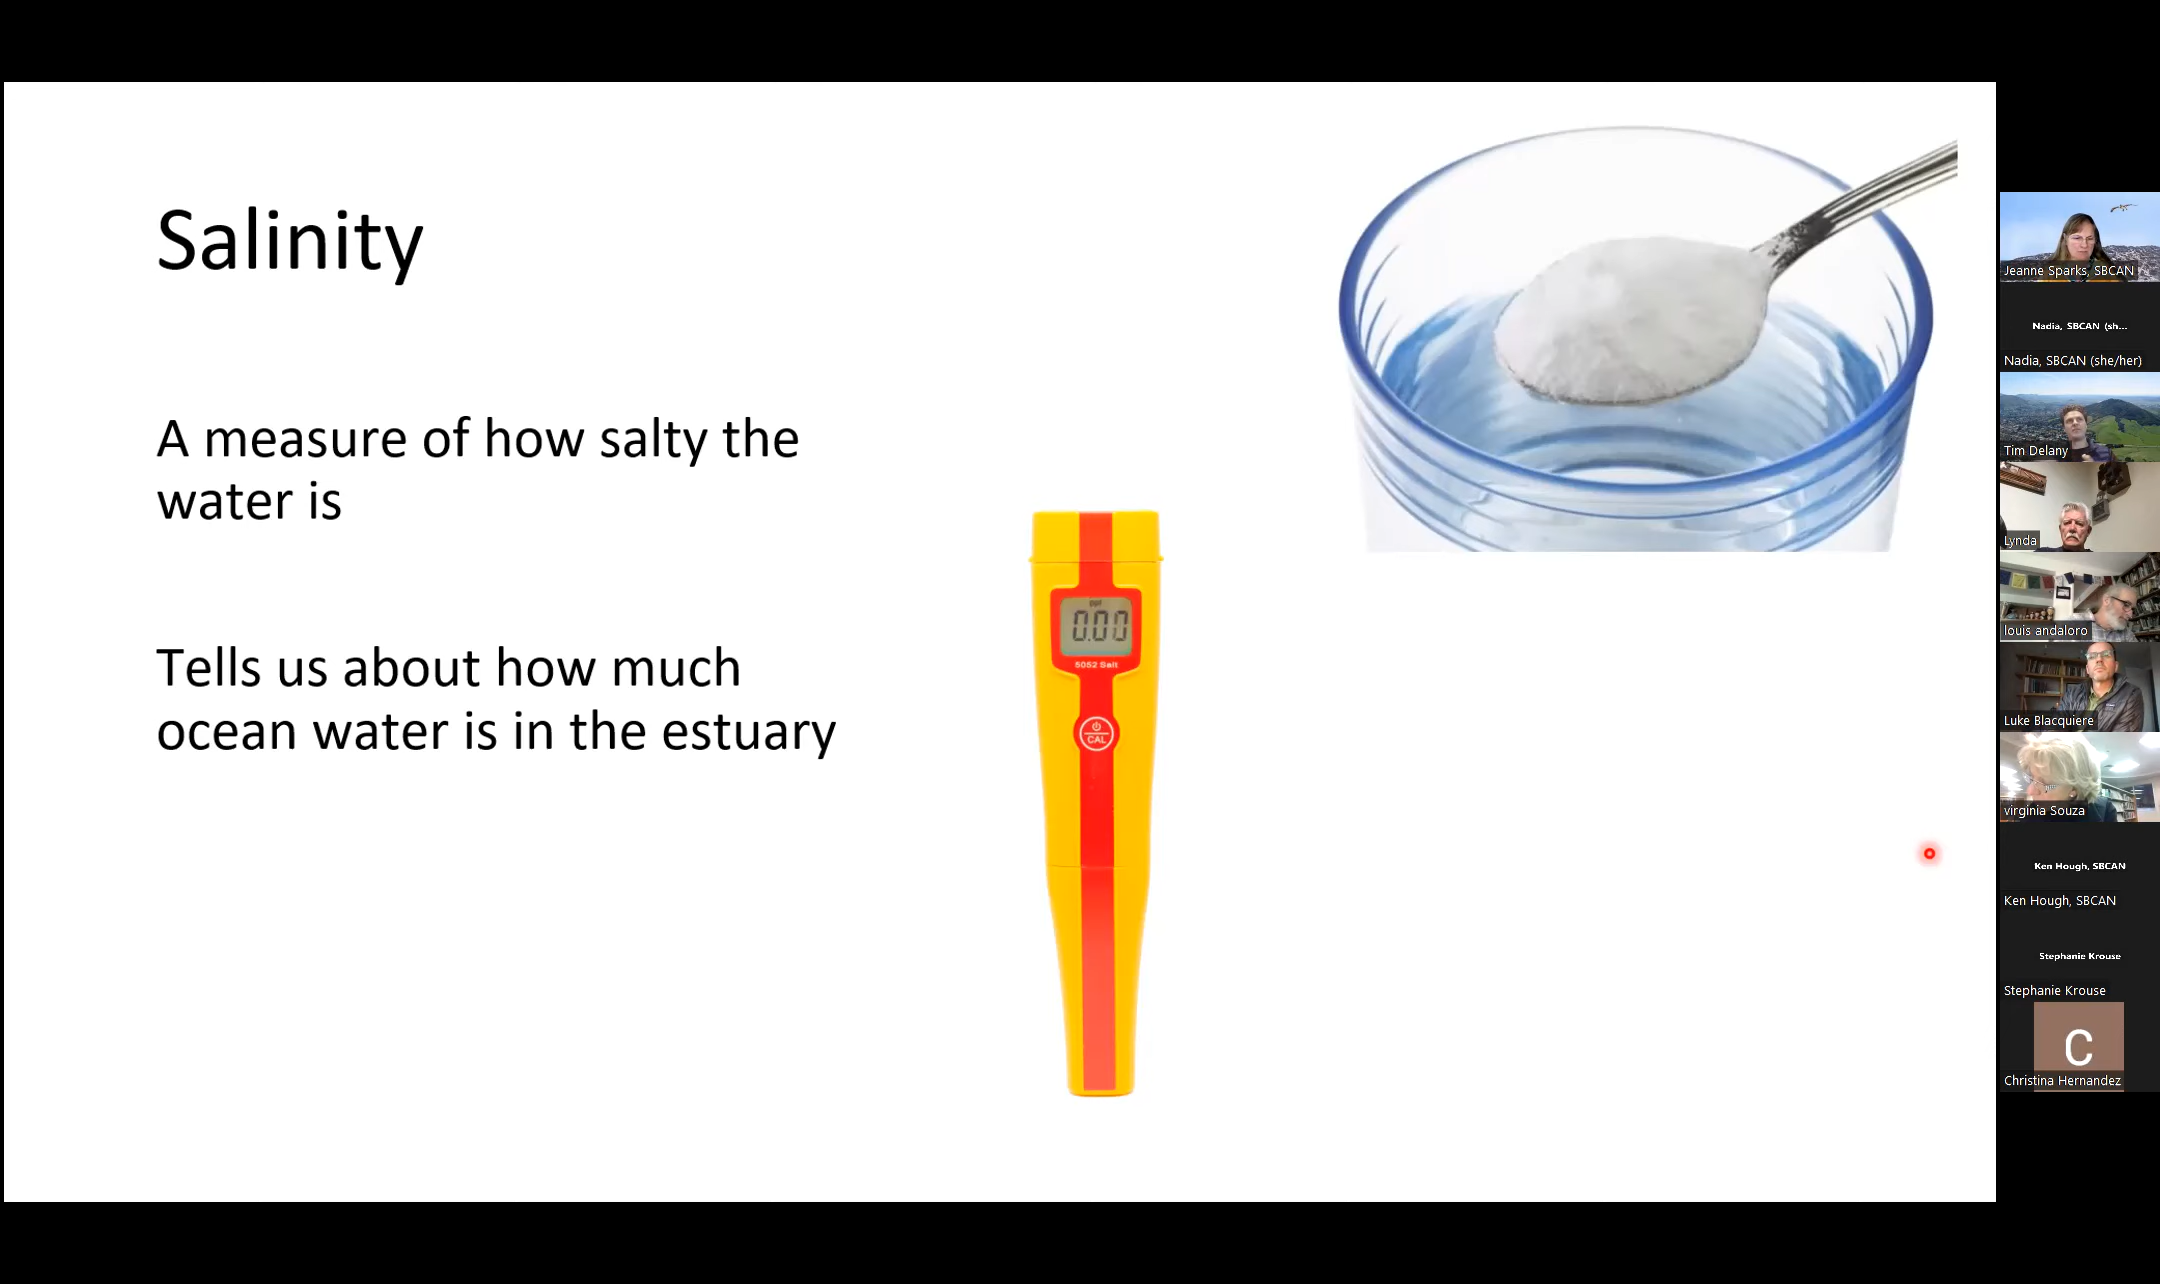 Salinity
A measure of how salty the
water is
Tells us about how much
ocean water is in the estuary
ppt
0.00
5052 Salt
CAL
Jeanne Sparks, SBCAN
Nadia, SBCAN (sh...
Nadia, SBCAN (she/her)
Tim Delany
Lynda
louis andaloro
Luke Blacquiere
virginia Souza
Ken Hough, SBCAN
Ken Hough, SBCAN
Stephanie Krouse
Stephanie Krouse
C
Christina Hernandez